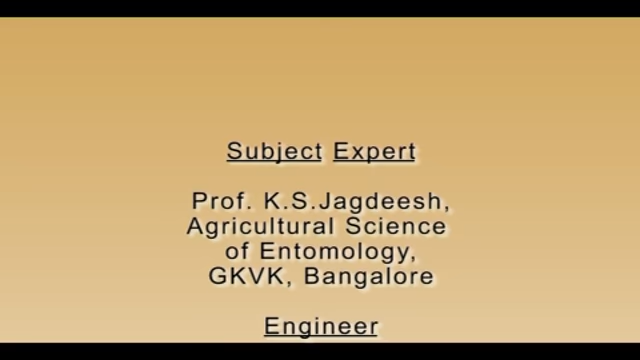 Subject Expert
Prof. K.S.Jagdeesh,
Agricultural Science
of Entomology,
GKVK, Bangalore
Engineer